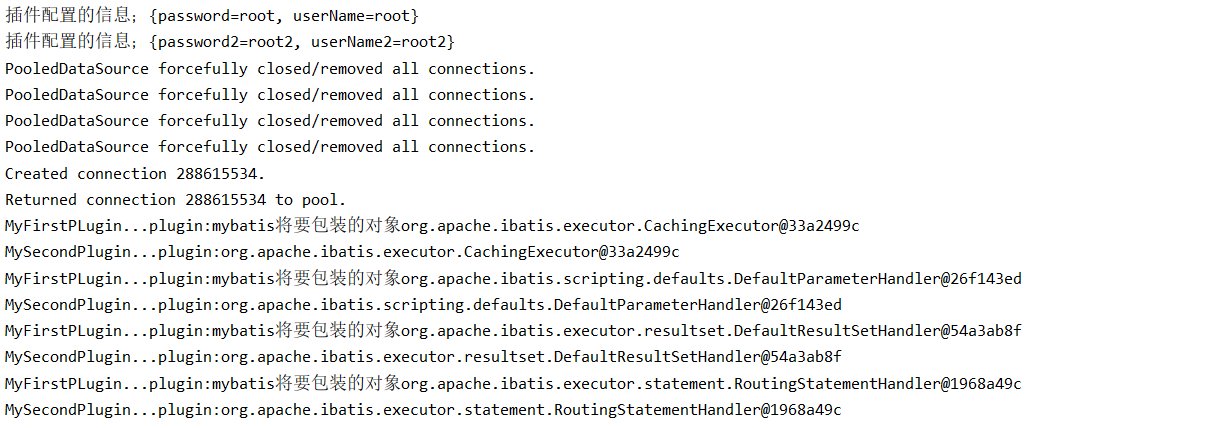 插件配置的信息; {password=root, userName=root}
插件配置的信息; {password2=root2, userName2=root2}
PooledDataSource forcefully closed/removed all connections.
PooledDataSource forcefully closed/removed all connections.
PooledDataSource forcefully closed/removed all connections.
PooledDataSource forcefully closed/removed all connections.
Created connection 288615534.
Returned connection 288615534 to pool.
MyFirstPLugin...plugin:mybatis将要包装的对象org.apache.ibatis.executor.CachingExecutor@33a2499c
MySecondPlugin...plugin:org.apache.ibatis.executor.CachingExecutor@33a2499c
MyFirstPLugin...plugin:mybatis将要包装的对象org.apache.ibatis.scripting.defaults.DefaultParameterHandler@26f143ed
MySecondPlugin...plugin:org.apache.ibatis.scripting.defaults.DefaultParameterHandler@26f143ed
MyFirstPLugin...plugin:mybatis将要包装的对象org.apache.ibatis.executor.resultset.DefaultResultSetHandler@54a3ab8f
MySecondPlugin...plugin:org.apache.ibatis.executor.resultset.DefaultResultSetHandler@54a3ab8f
MyFirstPLugin...plugin:mybatis将要包装的对象org.apache.ibatis.executor.statement.RoutingStatementHandler@1968a49c
MySecondPlugin...plugin:org.apache.ibatis.executor.statement.RoutingStatementHandler@1968a49c